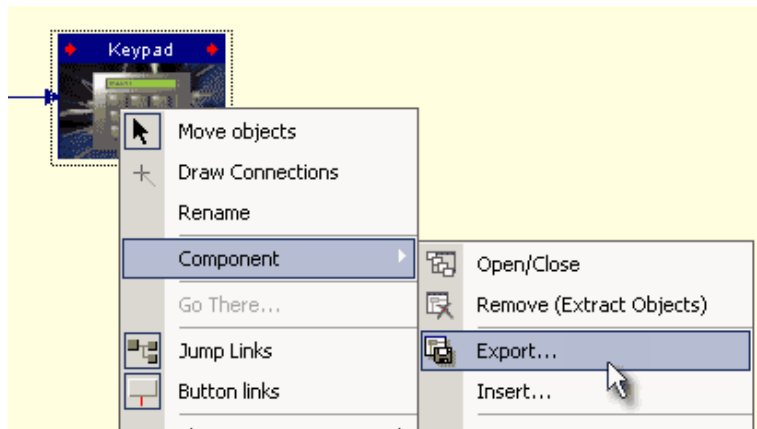 Keypad
Move objects
Draw Connections
Rename
Component
Open/Close
Go There...
Remove (Extract Objects)
Jump Links
Export...
Button links
Insert...